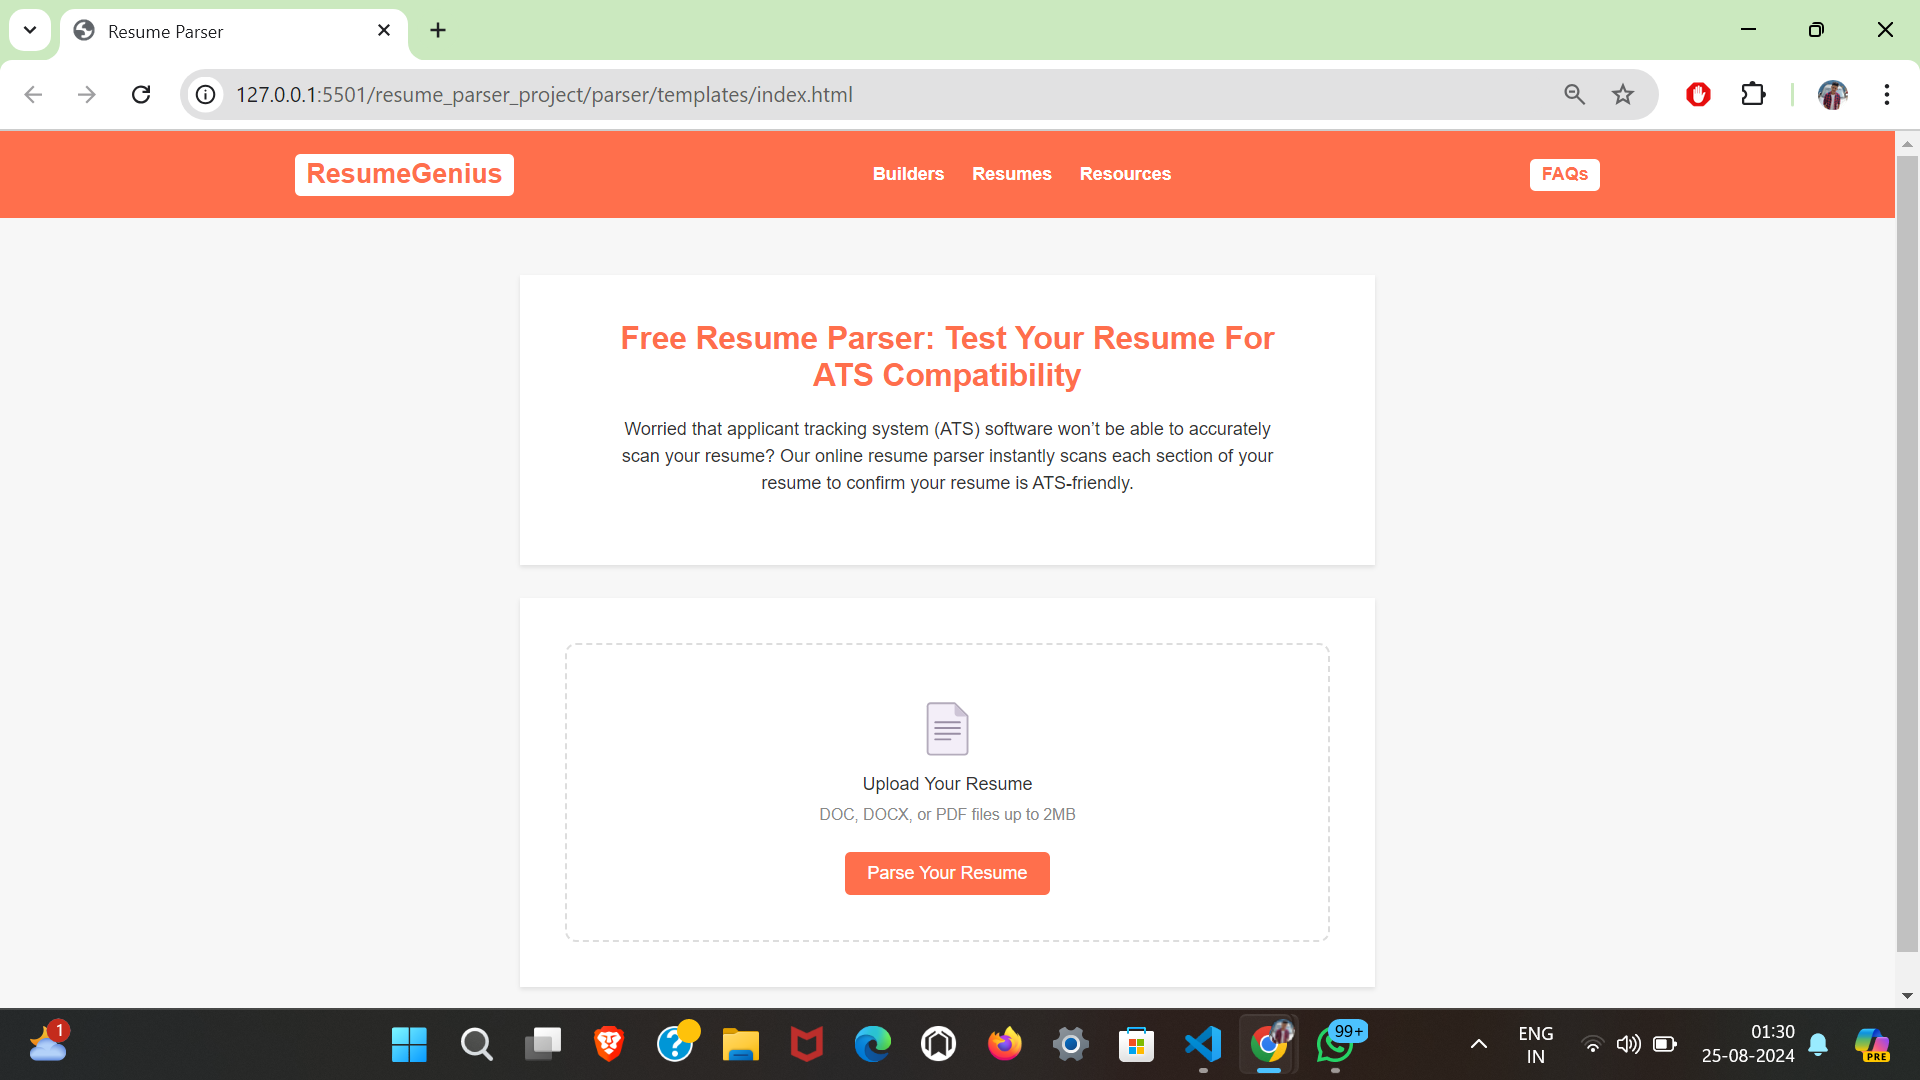 Resume Parser
127.0.0.1:5501/resume_parser_project/parser/templates/index.html
ResumeGenius
Builders Resumes Resources
FAQs
Free Resume Parser: Test Your Resume For
ATS Compatibility
Worried that applicant tracking system (ATS) software won’t be able to accurately
scan your resume? Our online resume parser instantly scans each section of your
resume to confirm your resume is ATS-friendly.
Upload Your Resume
DOC, DOCX, or PDF files up to 2MB
Parse Your Resume
1
99+
ENG
IN
01:30
25-08-2024
PRE